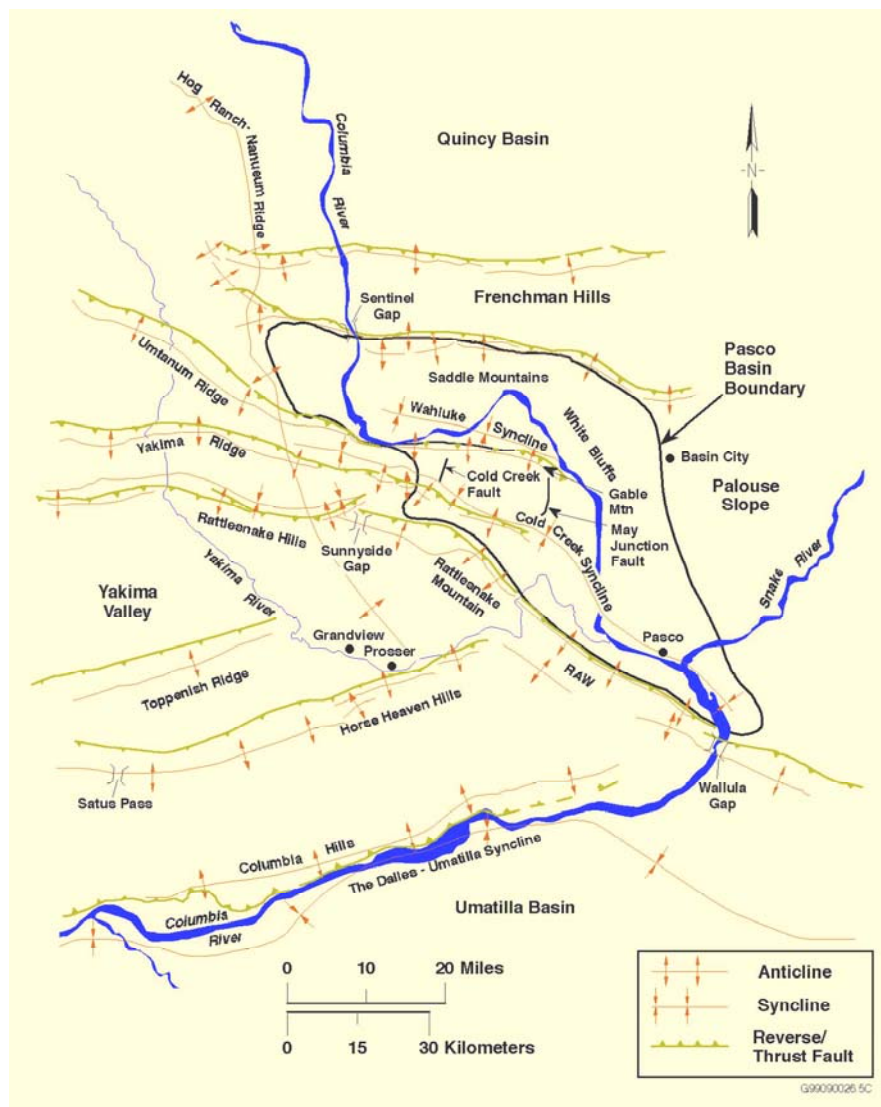 Hog Ranch-Nanueum Ridge
Columbia
River
Quincy Basin
-N-
Frenchman Hills
Sentinel
Gap
Pasco
Basin
Boundary
Umtanum Ridge
Saddle Mountains
Wahluke
Syncline
White Bluffs
Yakima
Ridge
Basin City
Cold Creek
Fault
Gable
Mtn
Palouse
Slope
Cold Creek Syncline
May
Junction
Fault
Rattlesnake Hills
Sunnyside
Gap
Snake
River
Yakima
River
Rattlesnake
Mountain
Yakima
Valley
Grandview
Prosser
Pasco
Toppenish Ridge
RAW
Horse Heaven Hills
Satus Pass
Wallula
Gap
Columbia Hills
The Dalles - Umatilla Syncline
Columbia
River
Umatilla Basin
0 10 20 Miles
0 15 30 Kilometers
Anticline
Syncline
Reverse/
Thrust Fault
G99090026.5C